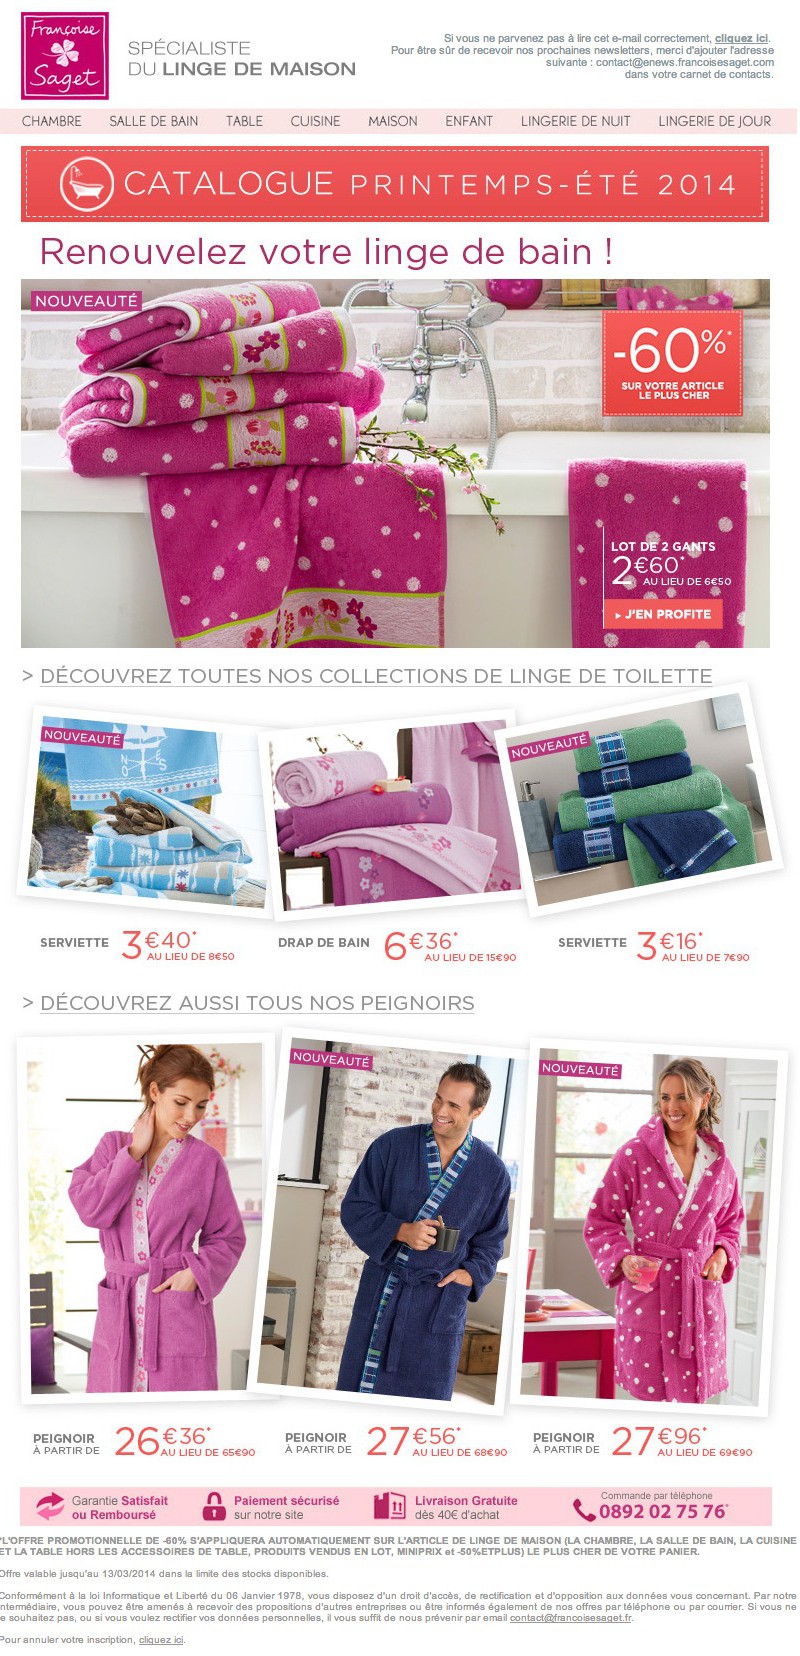 Françoise
Saget
SPÉCIALISTE
DU LINGE DE MAISON
Si vous ne parvenez pas à lire cet e-mail correctement, cliquez ici.
Pour être sûr de recevoir nos prochaines newsletters, merci d'ajouter l'adresse
suivante : contact@enews.francoisesaget.com
dans votre carnet de contacts.
CHAMBRE SALLE DE BAIN TABLE CUISINE MAISON ENFANT LINGERIE DE NUIT LINGERIE DE JOUR
CATALOGUE PRINTEMPS-ÉTÉ 2014
Renouvelez votre linge de bain !
NOUVEAUTÉ
-60%*
SUR VOTRE ARTICLE
LE PLUS CHER
LOT DE 2 GANTS
2€60*
AU LIEU DE 6€50
J'EN PROFITE
> DÉCOUVREZ TOUTES NOS COLLECTIONS DE LINGE DE TOILETTE
NOUVEAUTÉ
NOUVEAUTÉ
SERVIETTE 3€40*
AU LIEU DE 8€50
DRAP DE BAIN 6€36*
AU LIEU DE 15€90
SERVIETTE 3€16*
AU LIEU DE 7€90
> DÉCOUVREZ AUSSI TOUS NOS PEIGNOIRS
NOUVEAUTÉ
NOUVEAUTÉ
PEIGNOIR
À PARTIR DE
26€36*
AU LIEU DE 65€90
PEIGNOIR
À PARTIR DE
27€56*
AU LIEU DE 68€90
PEIGNOIR
À PARTIR DE
27€96*
AU LIEU DE 69€90
Garantie Satisfait
ou Remboursé
Paiement sécurisé
sur notre site
Livraison Gratuite
dès 40€ d'achat
Commande par téléphone
0892 02 75 76*
*L'OFFRE PROMOTIONNELLE DE -60% S'APPLIQUERA AUTOMATIQUEMENT SUR L'ARTICLE DE LINGE DE MAISON (LA CHAMBRE, LA SALLE DE BAIN, LA CUISINE
ET LA TABLE HORS LES ACCESSOIRES DE TABLE, PRODUITS VENDUS EN LOT, MINIPRIX et -50%ETPLUS) LE PLUS CHER DE VOTRE PANIER.
Offre valable jusqu'au 13/03/2014 dans la limite des stocks disponibles.
Conformément à la loi Informatique et Liberté du 06 Janvier 1978, vous disposez d'un droit d'accès, de rectification et d'opposition aux données vous concernant. Par notre
intermédiaire, vous pouvez être amenés à recevoir des propositions d'autres entreprises ou être informés également de nos offres par téléphone ou par courrier. Si vous ne
le souhaitez pas, ou si vous voulez rectifier vos données personnelles, il vous suffit de nous prévenir par email contact@francoisesaget.fr.
Pour annuler votre inscription, cliquez ici.